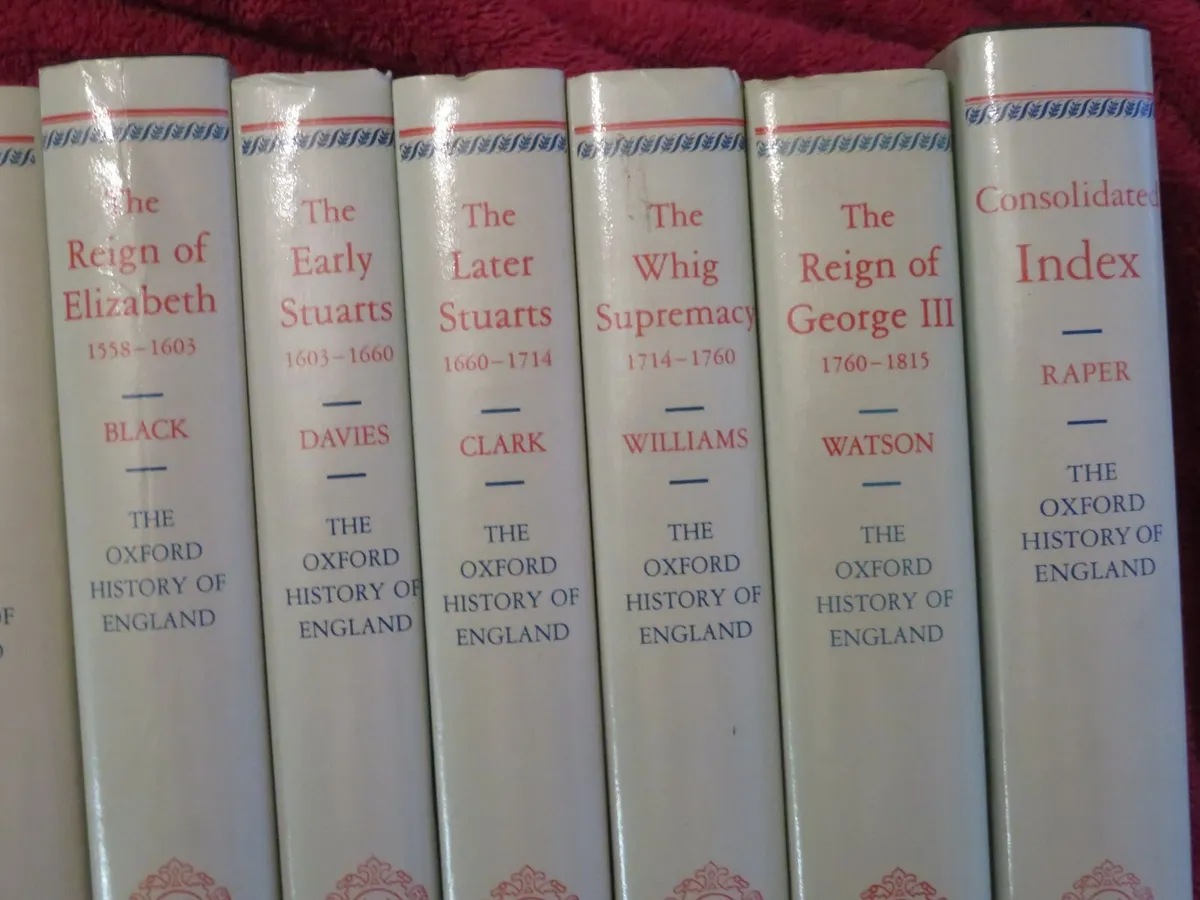 The
Reign of
Elizabeth
1558–1603
BLACK
THE
OXFORD
HISTORY OF
ENGLAND
The
Early
Stuarts
1603–1660
DAVIES
THE
OXFORD
HISTORY OF
ENGLAND
The
Later
Stuarts
1660–1714
CLARK
THE
OXFORD
HISTORY OF
ENGLAND
The
Whig
Supremacy
1714–1760
WILLIAMS
THE
OXFORD
HISTORY OF
ENGLAND
The
Reign of
George III
1760–1815
WATSON
THE
OXFORD
HISTORY OF
ENGLAND
Consolidated
Index
RAPER
THE
OXFORD
HISTORY OF
ENGLAND